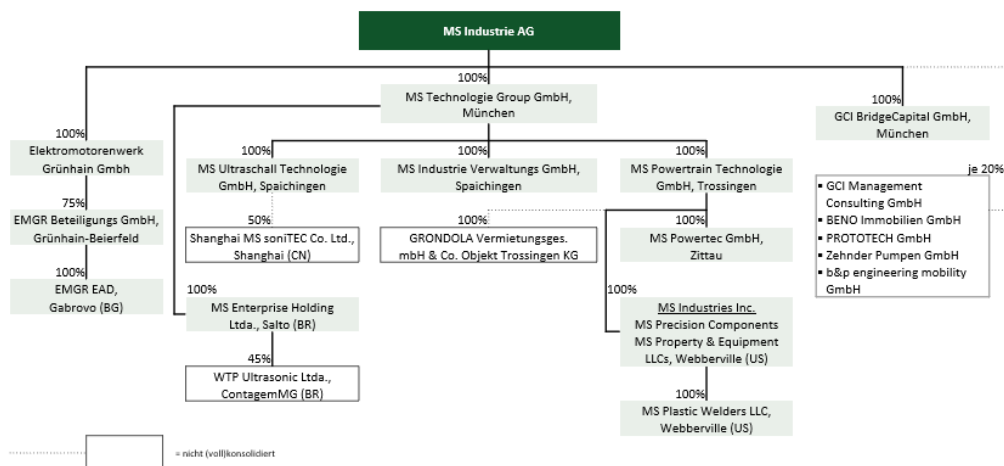 MS Industrie AG
100%
MS Technologie Group GmbH,
München
100%
GCI BridgeCapital GmbH,
München
100%
Elektromotorenwerk
Grünhain Gmbh
75%
EMGR Beteiligungs GmbH,
Grünhain-Beierfeld
100%
EMGR EAD,
Gabrovo (BG)
100%
MS Ultraschall Technologie
GmbH, Spaichingen
50%
Shanghai MS soniTEC Co. Ltd.,
Shanghai (CN)
100%
MS Industrie Verwaltungs GmbH,
Spaichingen
100%
GRONDOLA Vermietungsges.
mbH & Co. Objekt Trossingen KG
100%
MS Powertrain Technologie
GmbH, Trossingen
100%
MS Powertec GmbH,
Zittau
je 20%
▪ GCI Management
Consulting GmbH
▪ BENO Immobilien GmbH
▪ PROTOTECH GmbH
▪ Zehnder Pumpen GmbH
▪ b&p engineering mobility
GmbH
100%
MS Enterprise Holding
Ltda., Salto (BR)
45%
WTP Ultrasonic Ltda.,
ContagemMG (BR)
100%
MS Industries Inc.
MS Precision Components
MS Property & Equipment
LLCs, Webberville (US)
100%
MS Plastic Welders LLC,
Webberville (US)
= nicht (voll)konsolidiert